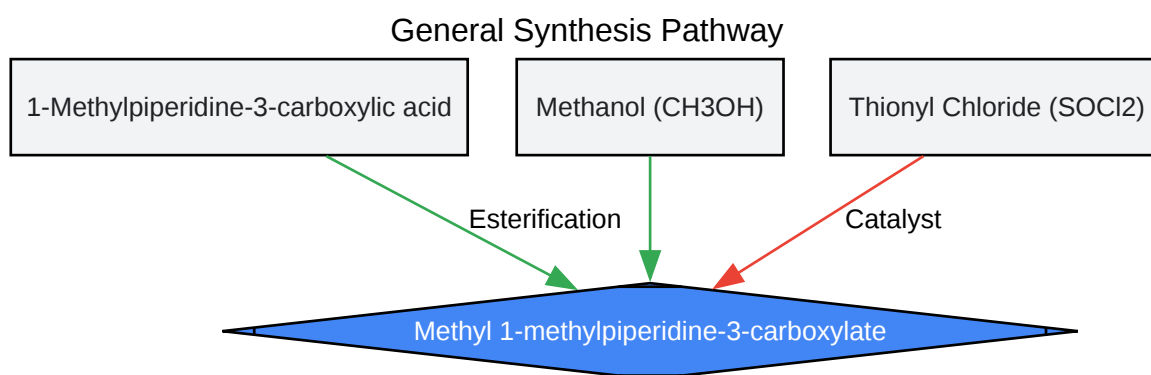 General Synthesis Pathway
1-Methylpiperidine-3-carboxylic acid
Methanol (CH3OH)
Thionyl Chloride (SOCl2)
Esterification
Catalyst
Methyl 1-methylpiperidine-3-carboxylate